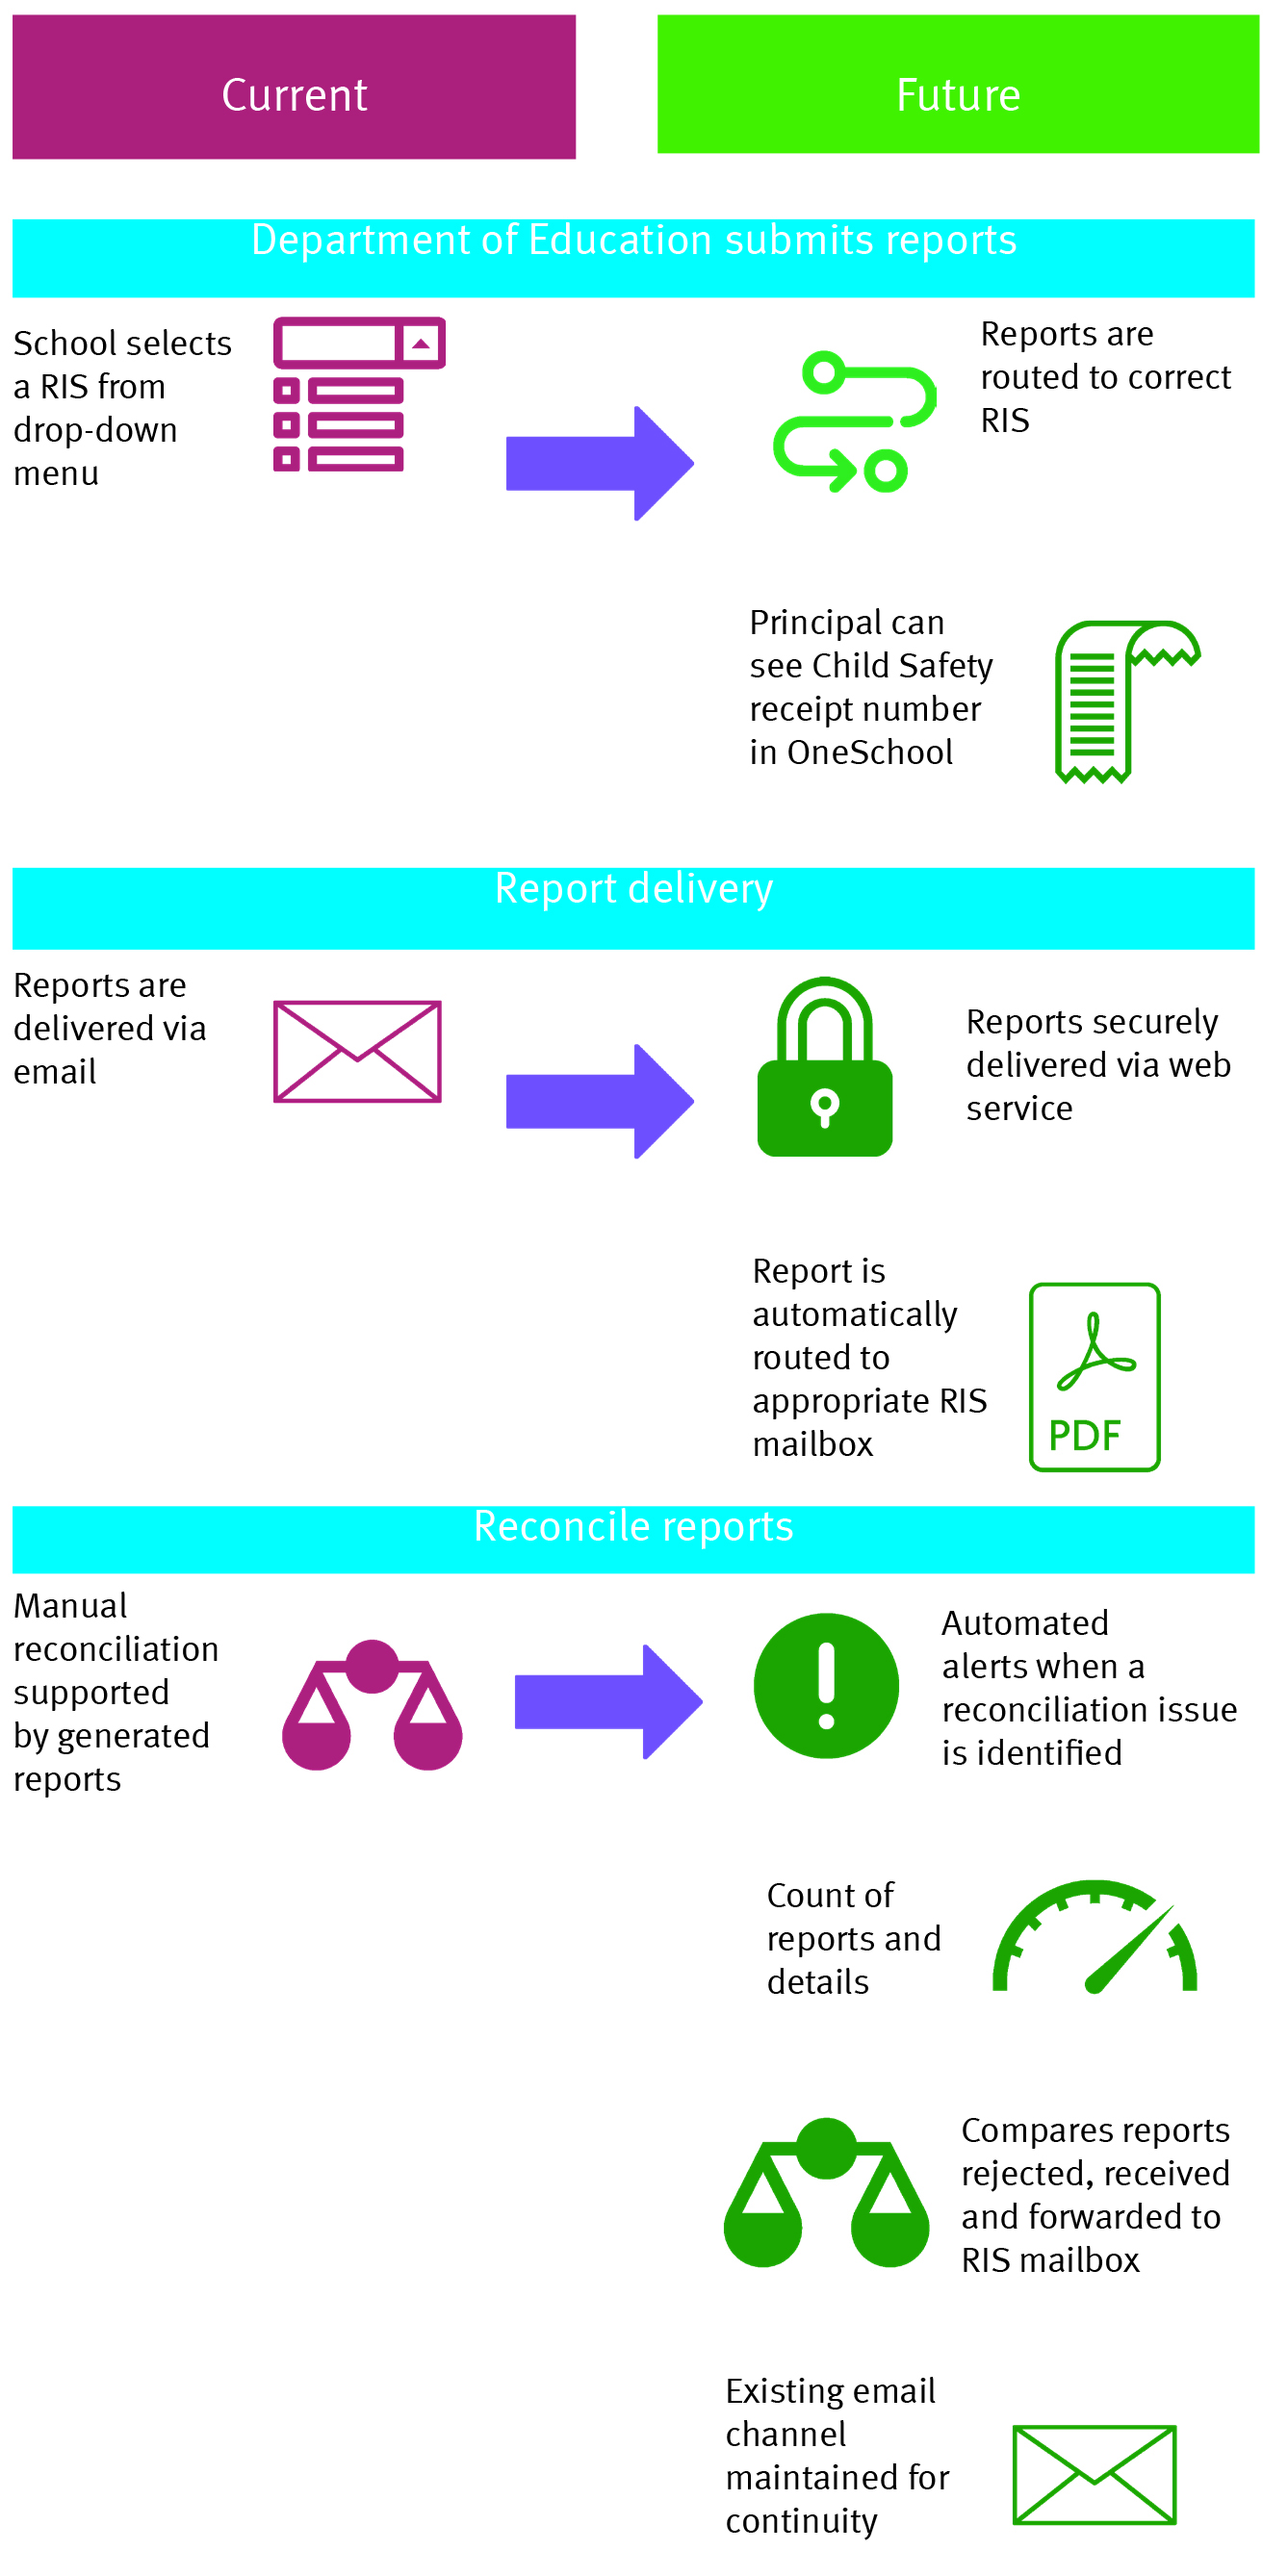 Current
Future
Department of Education submits reports
School selects
a RIS from
drop-down
menu
Reports are
routed to correct
RIS
Principal can
see Child Safety
receipt number
in OneSchool
Report delivery
Reports are
delivered via
email
Reports securely
delivered via web
service
Report is
automatically
routed to
appropriate RIS
mailbox
PDF
Reconcile reports
Manual
reconciliation
supported
by generated
reports
Automated
alerts when a
reconciliation issue
is identified
Count of
reports and
details
Compares reports
rejected, received
and forwarded to
RIS mailbox
Existing email
channel
maintained for
continuity